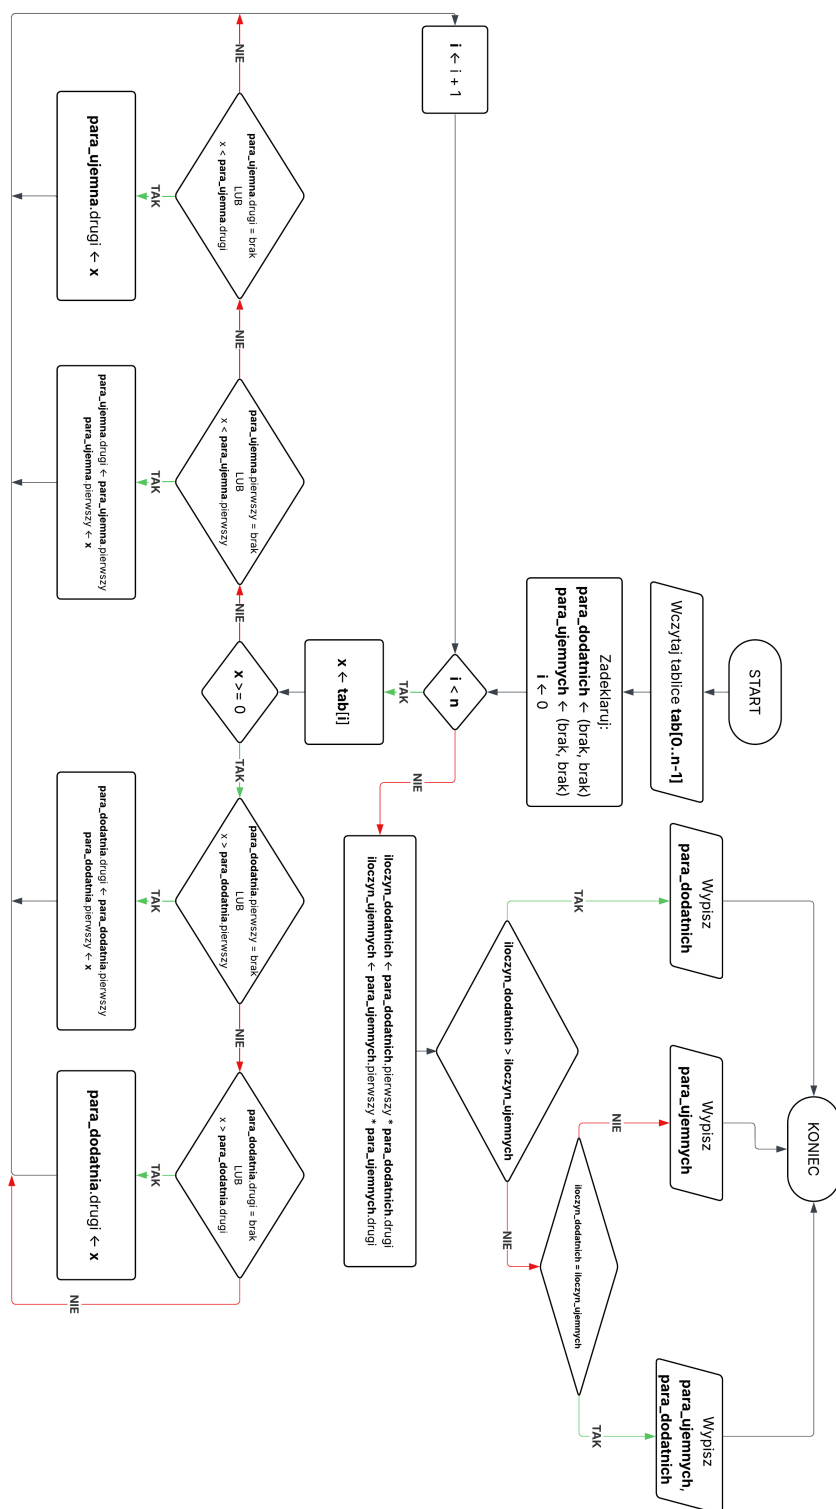 START
Wczytaj tablice tab[0..n-1]
Zadeklaruj:
para_dodatnich ← (brak, brak)
para_ujemnych ← (brak, brak)
i ← 0
i < n
TAK
NIE
x ← tab[i]
x >= 0
NIE
TAK
para_ujemna.pierwszy = brak
LUB
x < para_ujemna.pierwszy
TAK
NIE
para_ujemna.drugi ← para_ujemna.pierwszy
para_ujemna.pierwszy ← x
para_ujemna.drugi = brak
LUB
x < para_ujemna.drugi
TAK
NIE
para_ujemna.drugi ← x
i ← i + 1
para_dodatnia.pierwszy = brak
LUB
x > para_dodatnia.pierwszy
TAK
NIE
para_dodatnia.drugi ← para_dodatnia.pierwszy
para_dodatnia.pierwszy ← x
para_dodatnia.drugi = brak
LUB
x > para_dodatnia.drugi
TAK
NIE
para_dodatnia.drugi ← x
iloczyn_dodatnich ← para_dodatnich.pierwszy * para_dodatnich.drugi
iloczyn_ujemnych ← para_ujemnych.pierwszy * para_ujemnych.drugi
iloczyn_dodatnich > iloczyn_ujemnych
TAK
NIE
Wypisz
para_dodatnich
iloczyn_dodatnich = iloczyn_ujemnych
NIE
TAK
Wypisz
para_ujemnych
Wypisz
para_ujemnych,
para_dodatnich
KONIEC